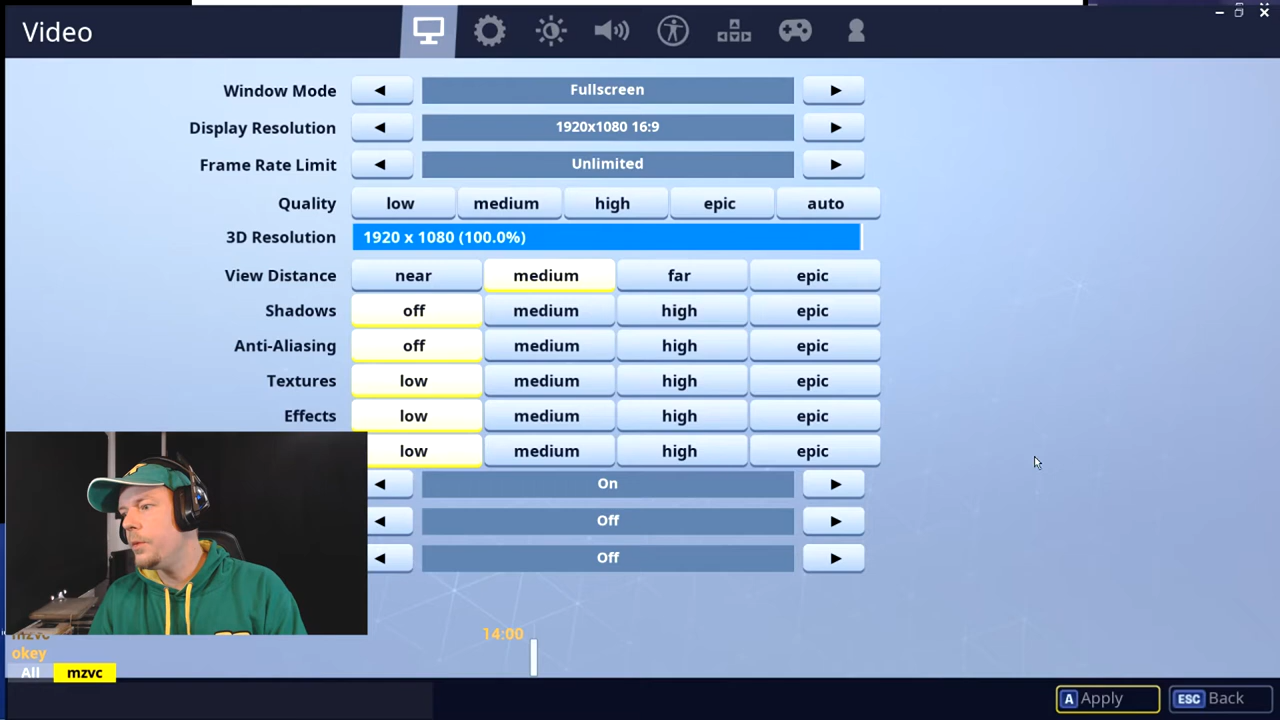 Video
Window Mode Fullscreen
Display Resolution 1920x1080 16:9
Frame Rate Limit Unlimited
Quality low medium high epic auto
3D Resolution 1920 x 1080 (100.0%)
View Distance near medium far epic
Shadows off medium high epic
Anti-Aliasing off medium high epic
Textures low medium high epic
Effects low medium high epic
low medium high epic
On
Off
Off
mzvc 14:00
okey
All mzvc
A Apply ESC Back